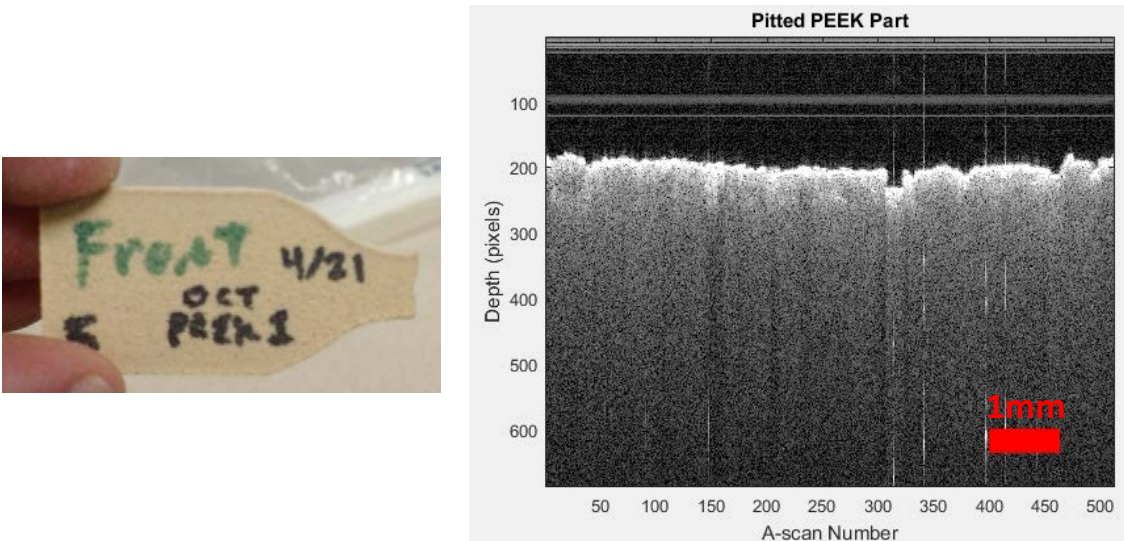 Front
4/21
OCT
5 PEEK 1
Pitted PEEK Part
Depth (pixels)
100
200
300
400
500
600
1mm
50 100 150 200 250 300 350 400 450 500
A-scan Number